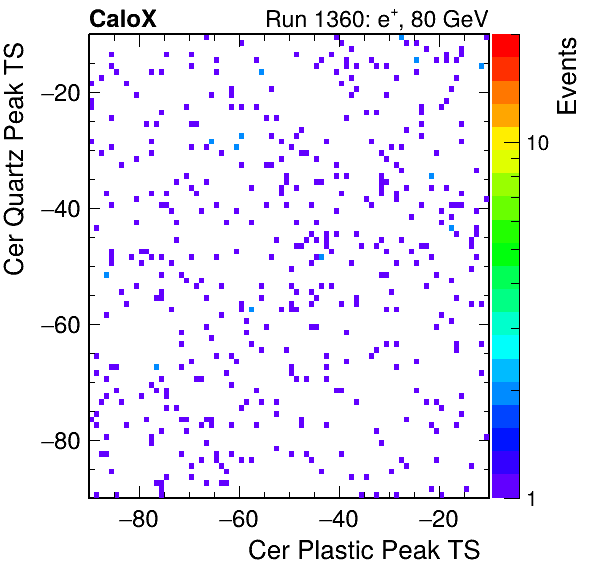 CaloX
Run 1360: e⁺, 80 GeV
Events
Cer Quartz Peak TS
−20
−40
−60
−80
10
1
−80 −60 −40 −20
Cer Plastic Peak TS